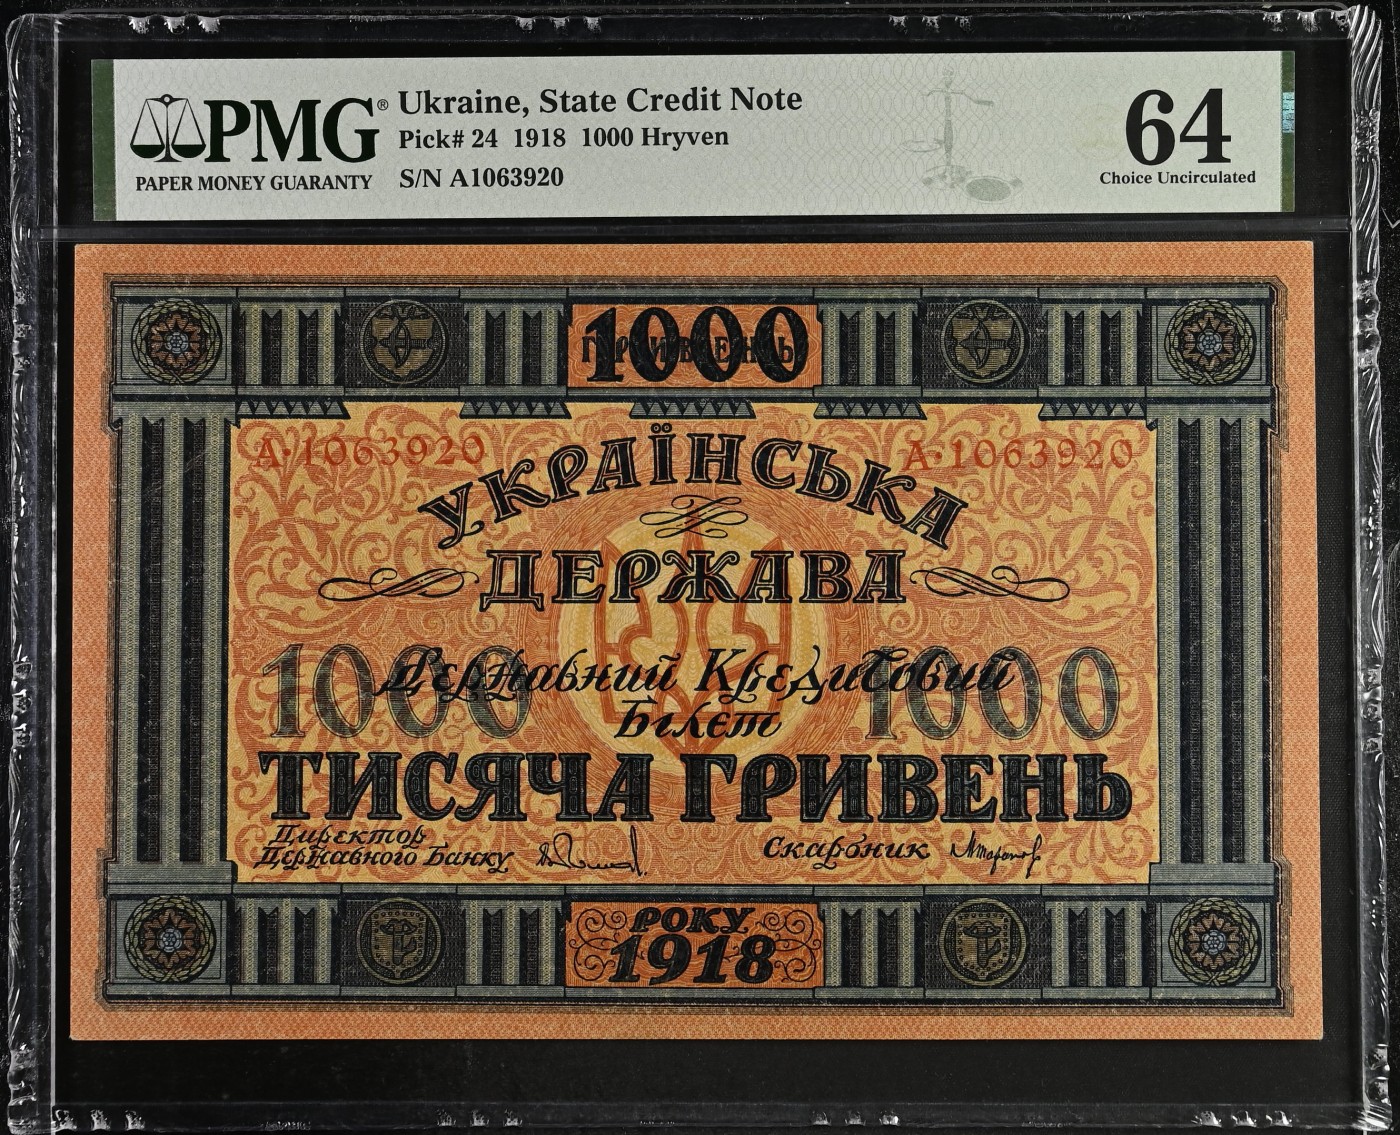 PMG®
PAPER MONEY GUARANTY
Ukraine, State Credit Note
Pick# 24 1918 1000 Hryven
S/N A1063920
64
Choice Uncirculated
1000
ГРИВЕНЬ
А·1063920 А·1063920
УКРАЇНСЬКА
ДЕРЖАВА
1000 1000
Державний Кредитовий
Білет
ТИСЯЧА ГРИВЕНЬ
Директор
Державного Банку
Скарбник
РОКУ
1918